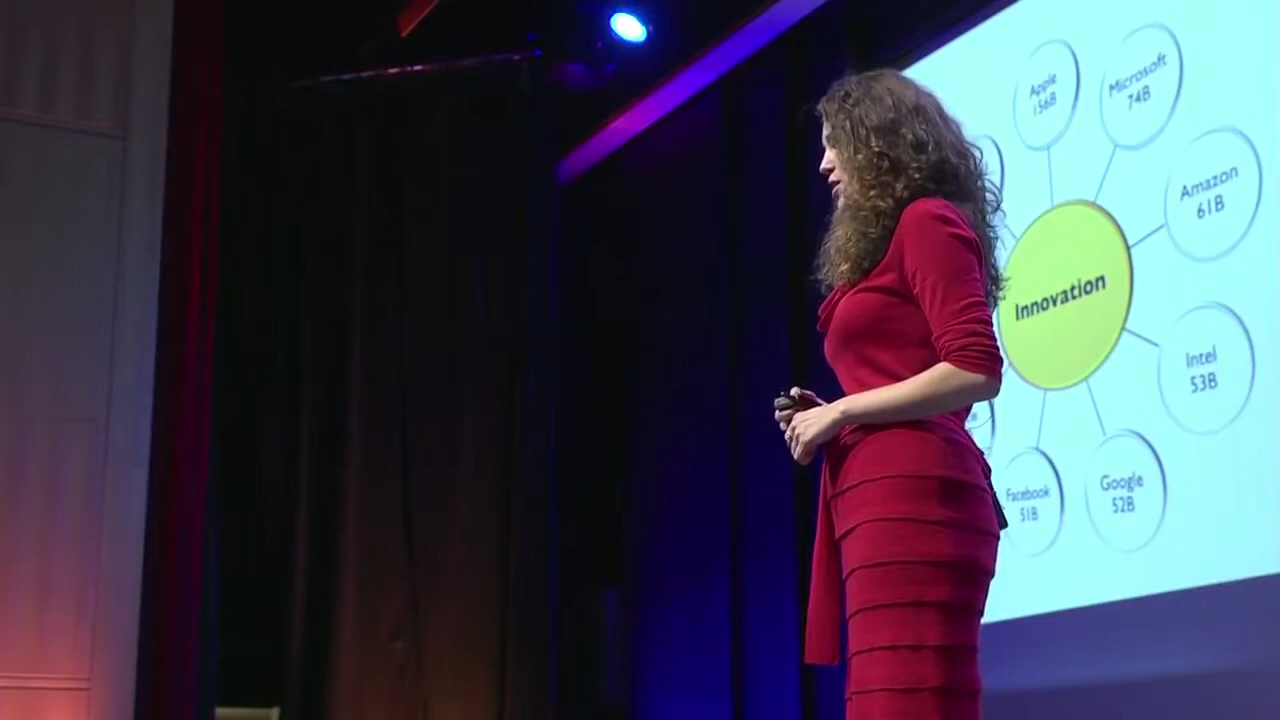 Apple
156B
Microsoft
74B
Amazon
61B
Innovation
Intel
53B
Google
52B
Facebook
51B